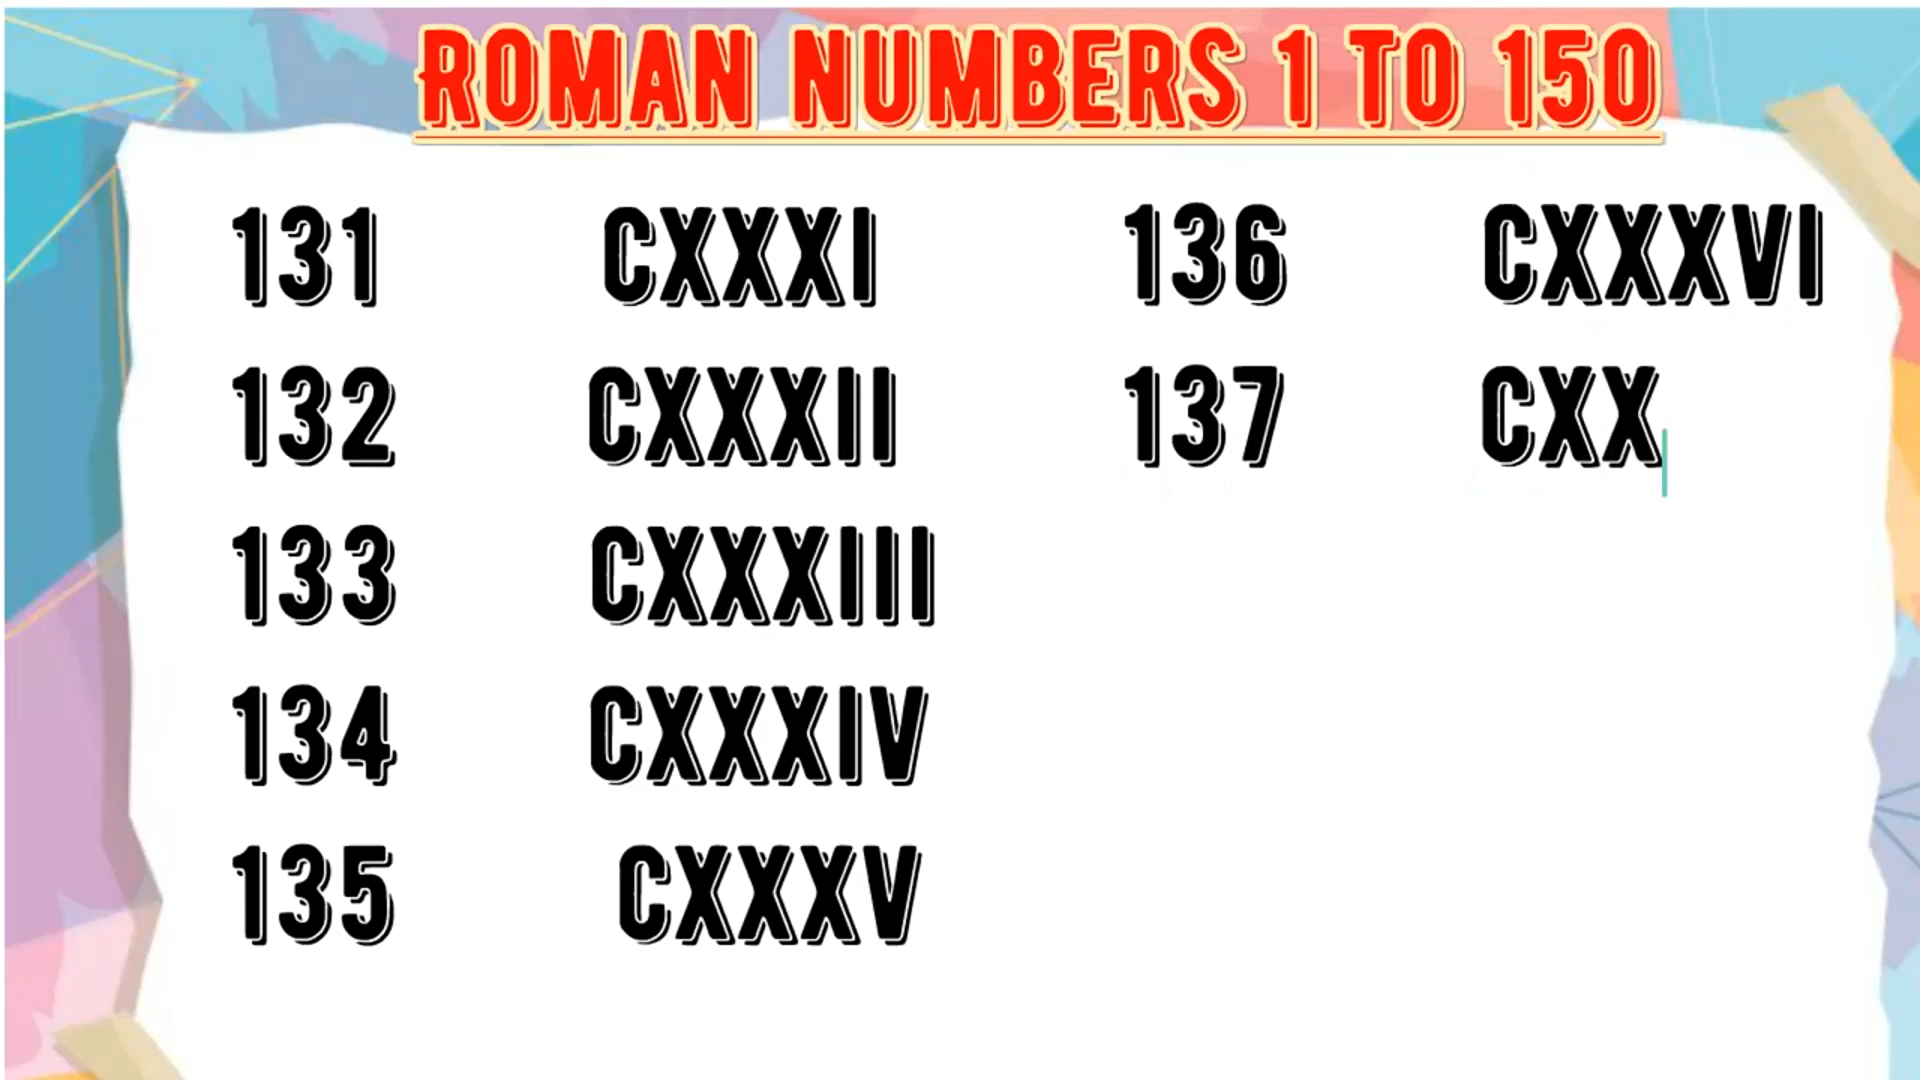 ROMAN NUMBERS 1 TO 150
131 CXXXI
132 CXXXII
133 CXXXIII
134 CXXXIV
135 CXXXV
136 CXXXVI
137 CXX